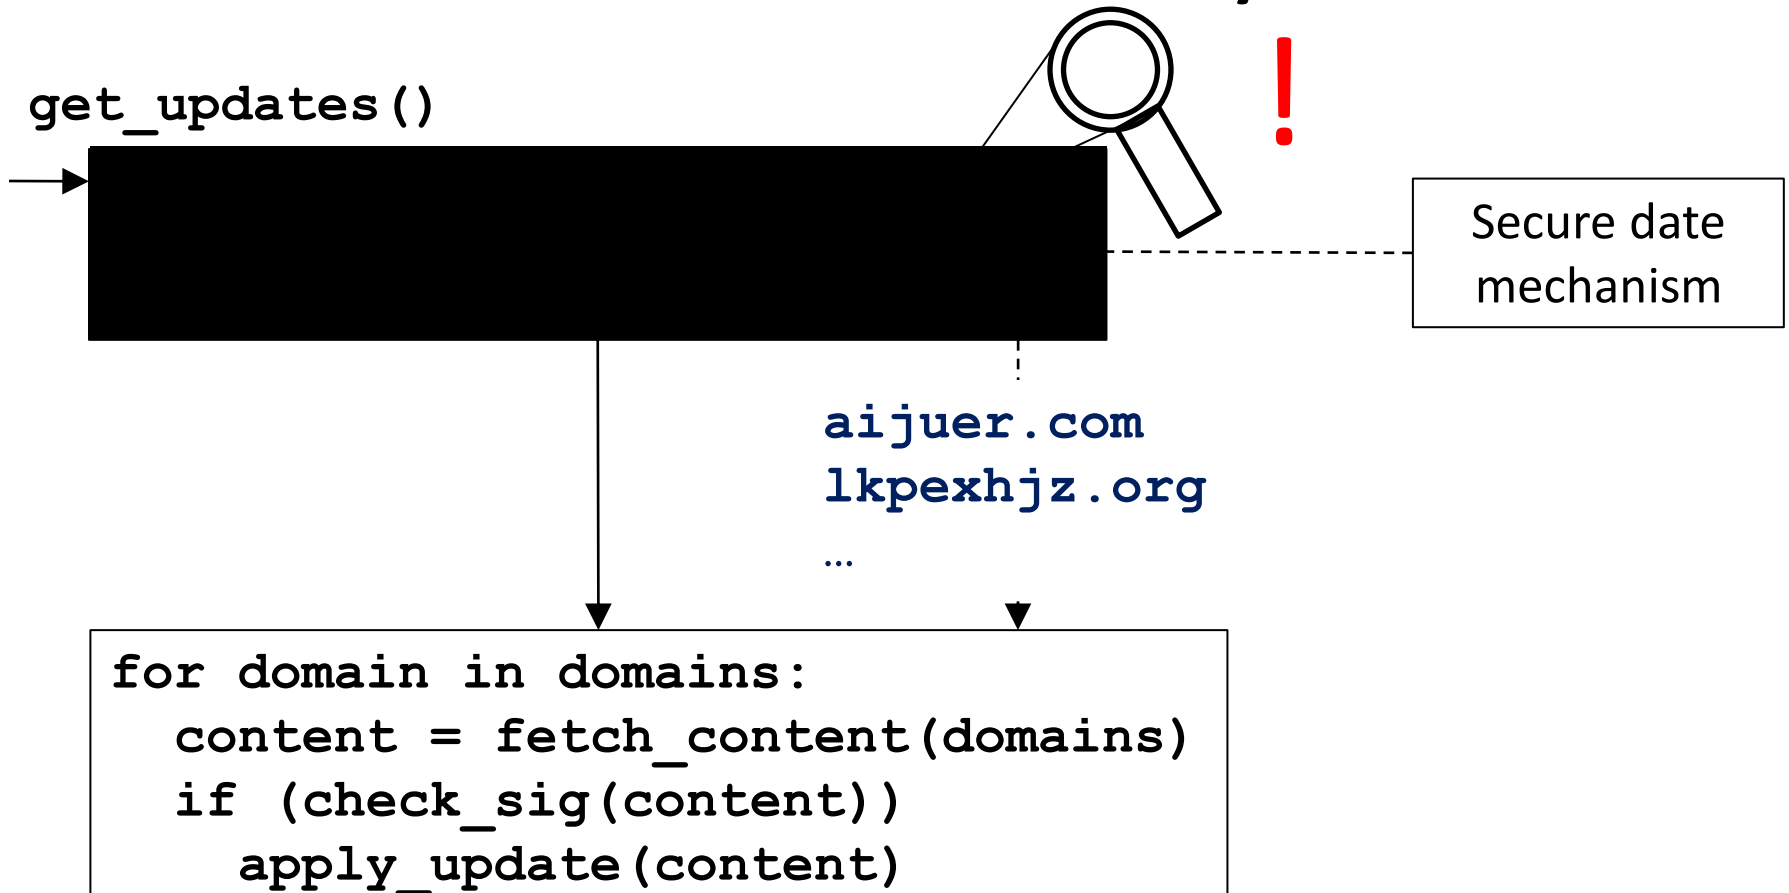 get_updates()
!
Secure date
mechanism
aijuer.com
lkpexhjz.org
…
for domain in domains:
content = fetch_content(domains)
if (check_sig(content))
apply_update(content)